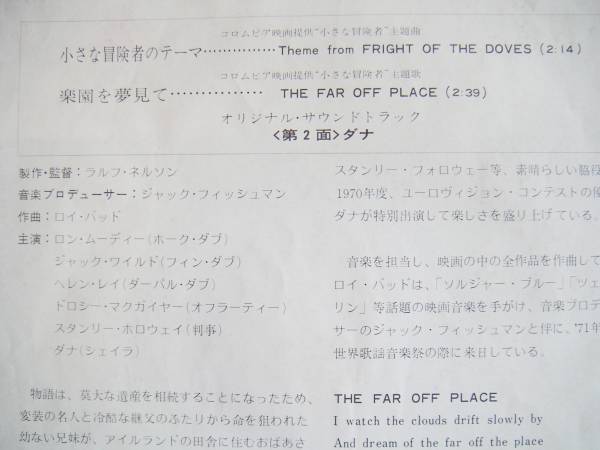 コロムビア映画提供“小さな冒険者”主題曲
小さな冒険者のテーマ……………Theme from FRIGHT OF THE DOVES (2:14)
コロムビア映画提供“小さな冒険者”主題歌
楽園を夢見て…………… THE FAR OFF PLACE (2:39)
オリジナル・サウンドトラック
〈第2面〉ダナ
製作・監督：ラルフ・ネルソン
音楽プロデューサー：ジャック・フィッシュマン
作曲：ロイ・バッド
主演：ロン・ムーディー(ホーク・ダブ)
ジャック・ワイルド(フィン・ダブ)
ヘレン・レイ(ダーバル・ダブ)
ドロシー・マクガイヤー(オフラーティー)
スタンリー・ホロウェイ(判事)
ダナ(シェイラ)
物語は、莫大な遺産を相続することになったため、
変装の名人と冷酷な継父のふたりから命を狙われた
幼ない兄妹が、アイルランドの田舎に住むおばあさ
スタンリー・フォロウェー等、素晴らしい脇役
1970年度、ユーロヴィジョン・コンテストの優
ダナが特別出演して楽しさを盛り上げている。
音楽を担当し、映画の中の全作品を作曲して
ロイ・バッドは、「ソルジャー・ブルー」「ツェ
リン」等話題の映画音楽を手がけ、音楽プロデ
サーのジャック・フィッシュマンと伴に、'71年
世界歌謡音楽祭の際に来日している。
THE FAR OFF PLACE
I watch the clouds drift slowly by
And dream of the far off the place